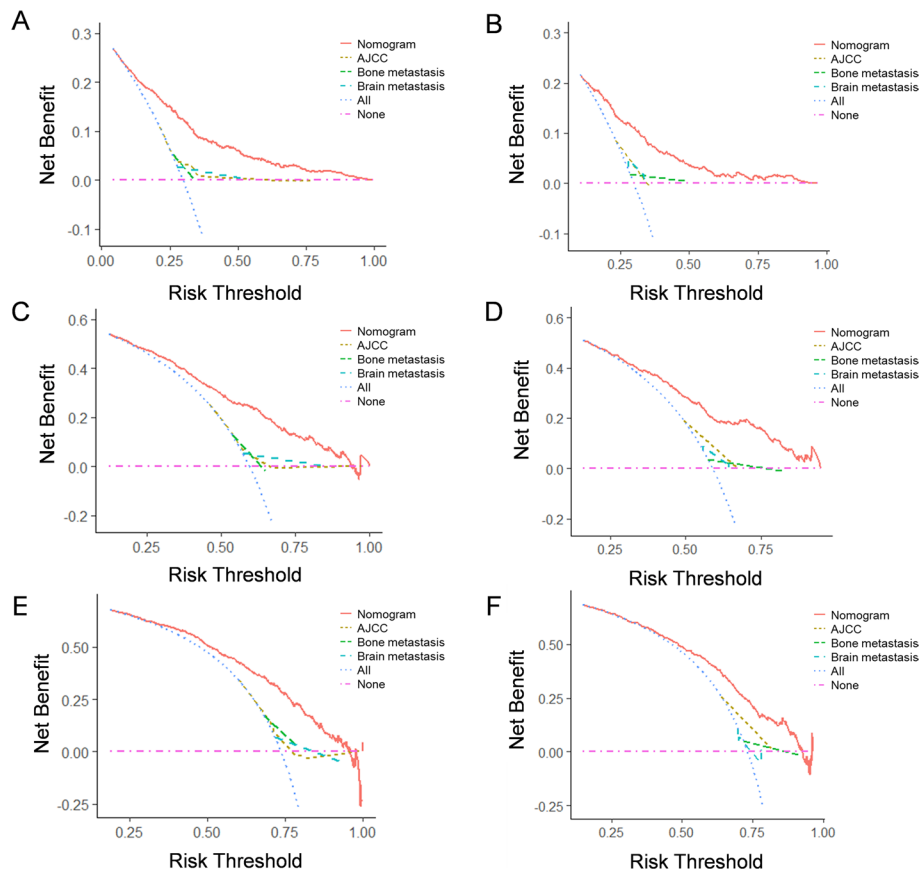 A
Net Benefit
0.3
0.2
0.1
0.0
-0.1
0.00
0.25
0.50
0.75
1.00
Risk Threshold
Nomogram
AJCC
Bone metastasis
Brain metastasis
All
None
B
Net Benefit
0.3
0.2
0.1
0.0
-0.1
0.25
0.50
0.75
1.00
Risk Threshold
Nomogram
AJCC
Bone metastasis
Brain metastasis
All
None
C
Net Benefit
0.6
0.4
0.2
0.0
-0.2
0.25
0.50
0.75
1.00
Risk Threshold
Nomogram
AJCC
Bone metastasis
Brain metastasis
All
None
D
Net Benefit
0.6
0.4
0.2
0.0
-0.2
0.25
0.50
0.75
Risk Threshold
Nomogram
AJCC
Bone metastasis
Brain metastasis
All
None
E
Net Benefit
0.50
0.25
0.00
-0.25
0.25
0.50
0.75
1.00
Risk Threshold
Nomogram
AJCC
Bone metastasis
Brain metastasis
All
None
F
Net Benefit
0.50
0.25
0.00
-0.25
0.25
0.50
0.75
1.00
Risk Threshold
Nomogram
AJCC
Bone metastasis
Brain metastasis
All
None